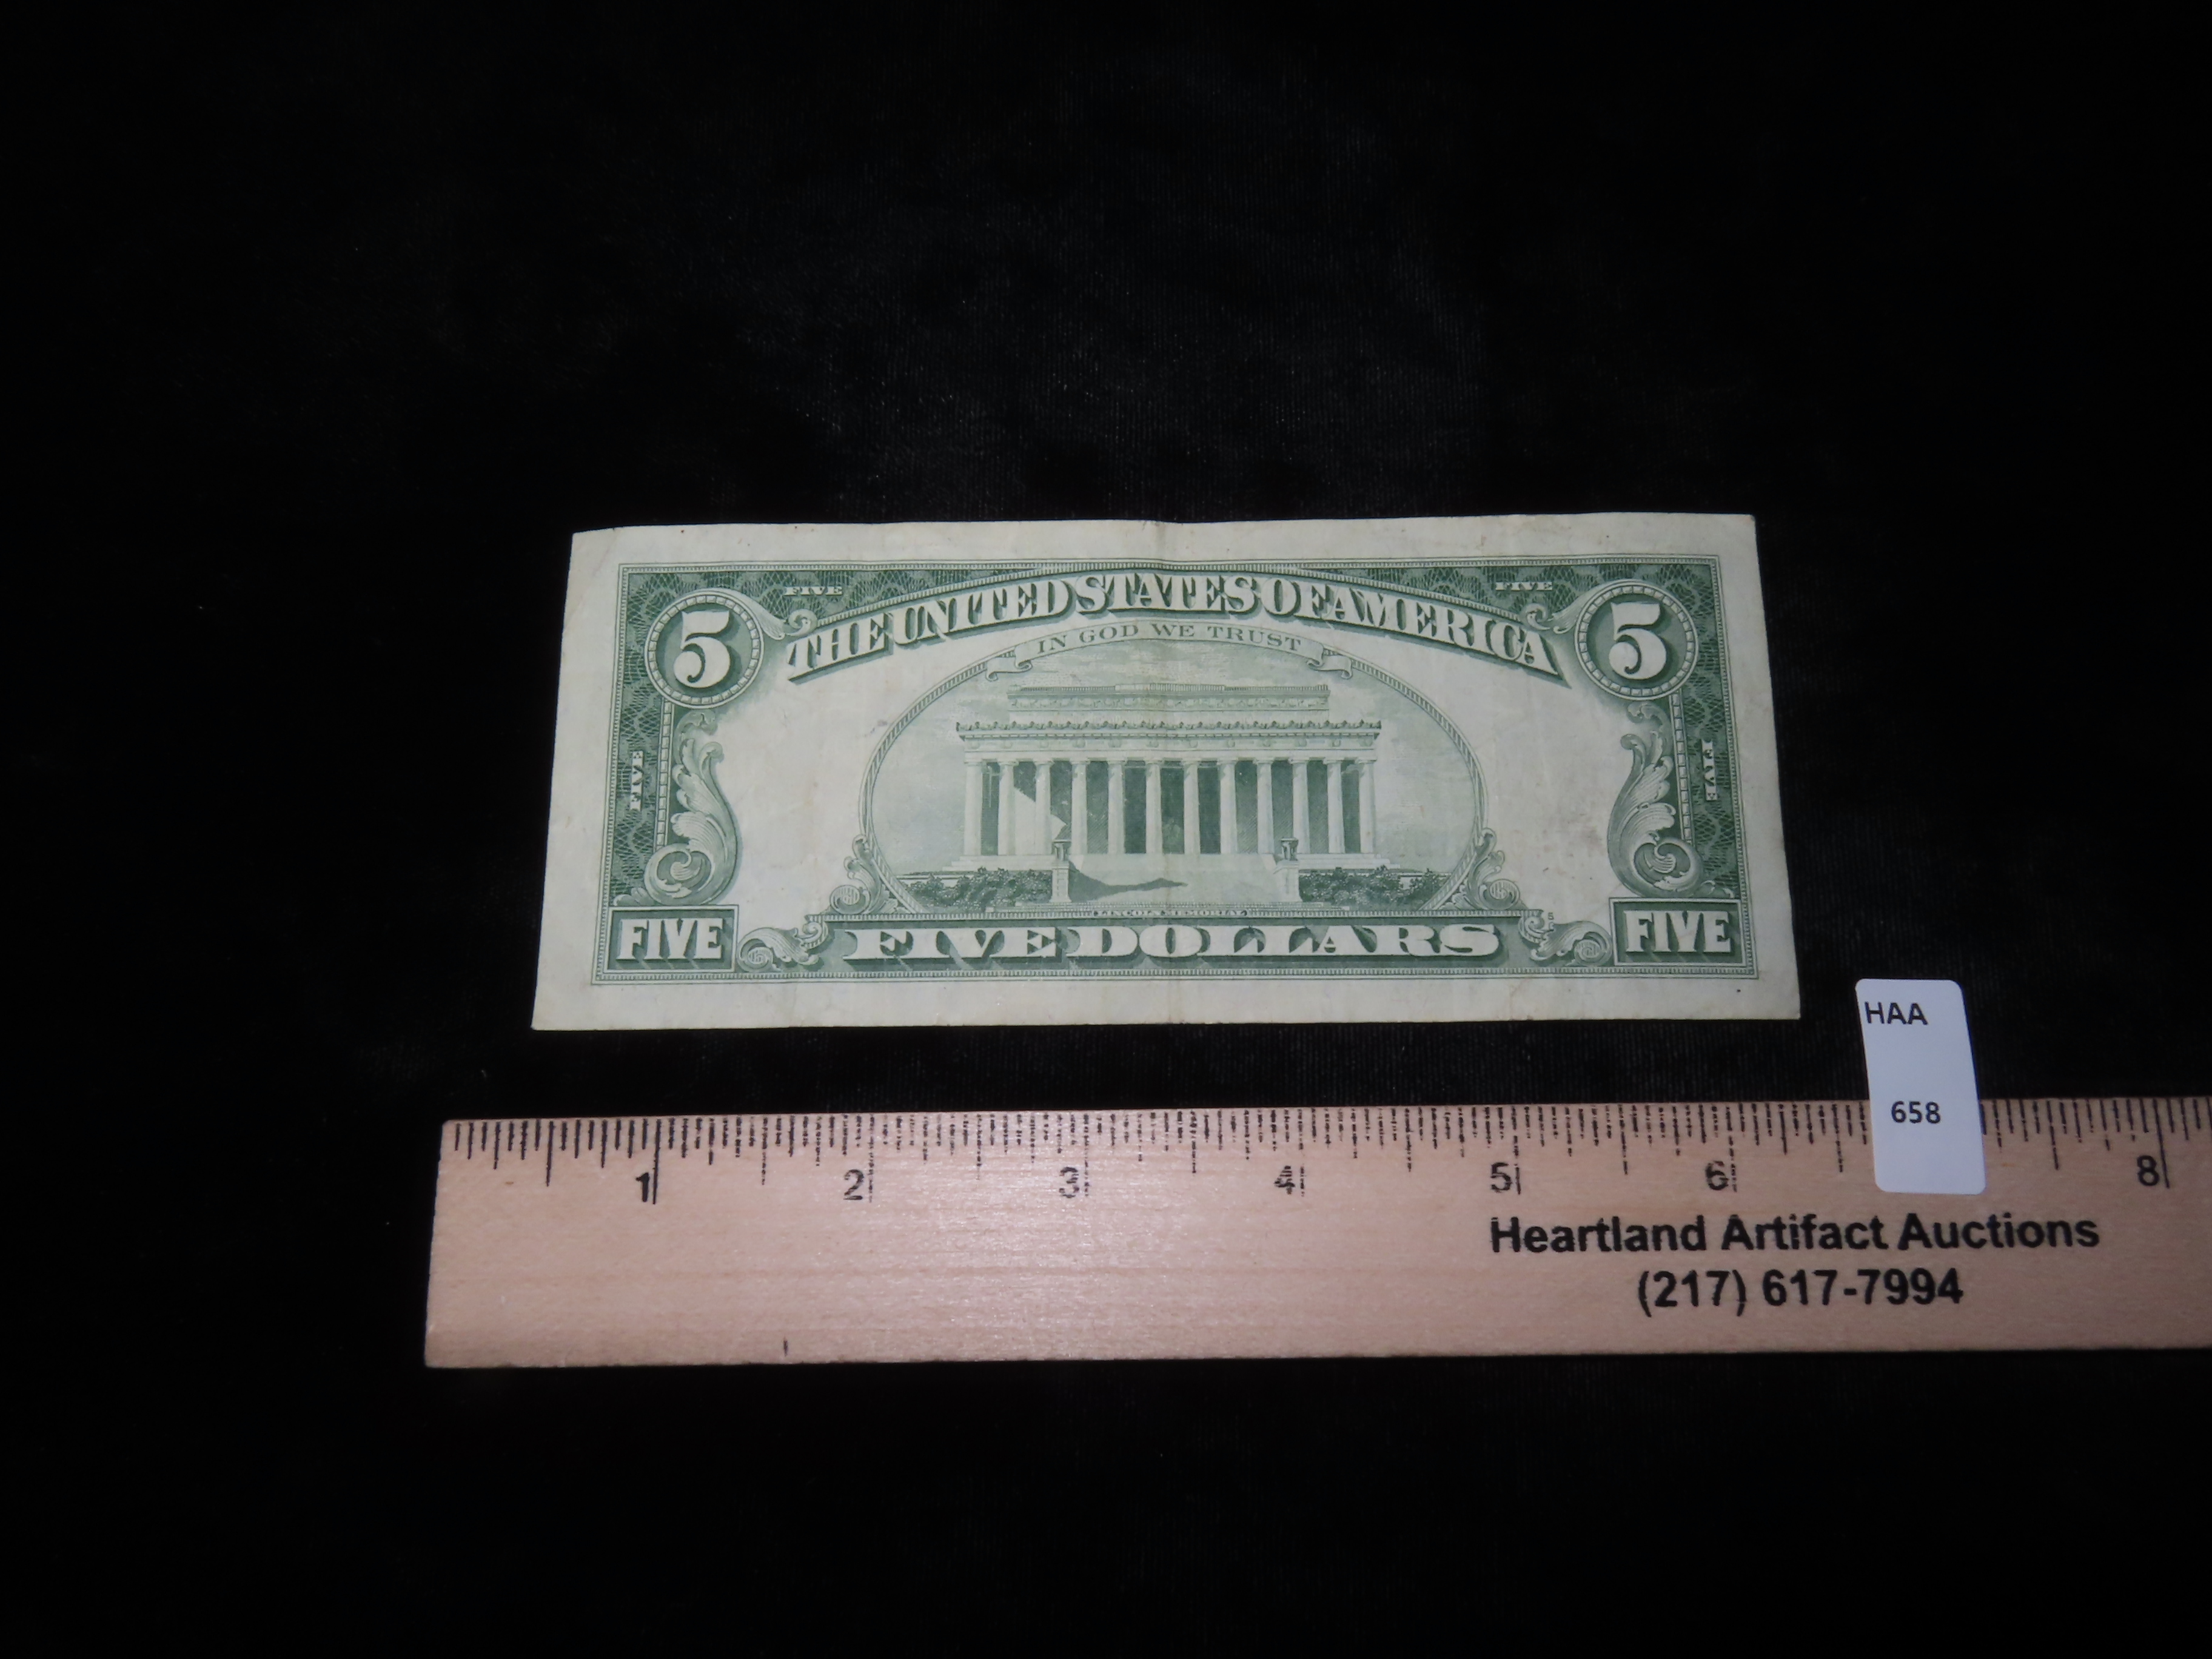 FIVE
FIVE
5
THE UNITED STATES OF AMERICA
5
IN GOD WE TRUST
FIVE
FIVE
LINCOLN MEMORIAL
FIVE
FIVE DOLLARS
FIVE
HAA
658
1 2 3 4 5 6 8
Heartland Artifact Auctions
(217) 617-7994